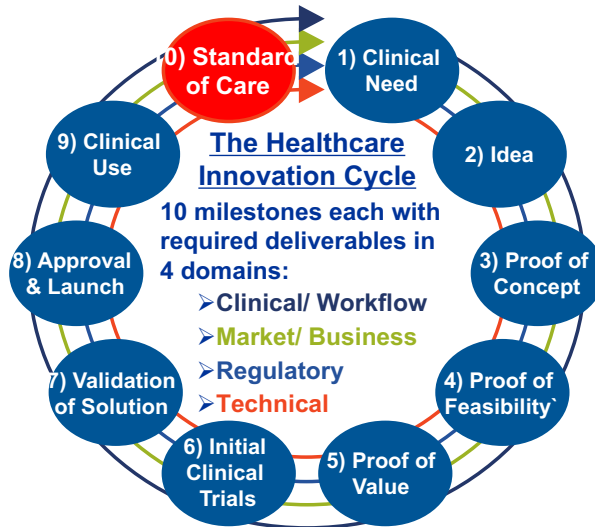 10) Standard
of Care
1) Clinical
Need
2) Idea
3) Proof of
Concept
4) Proof of
Feasibility`
5) Proof of
Value
6) Initial
Clinical
Trials
7) Validation
of Solution
8) Approval
& Launch
9) Clinical
Use
The Healthcare
Innovation Cycle
10 milestones each with
required deliverables in
4 domains:
➢Clinical/ Workflow
➢Market/ Business
➢Regulatory
➢Technical